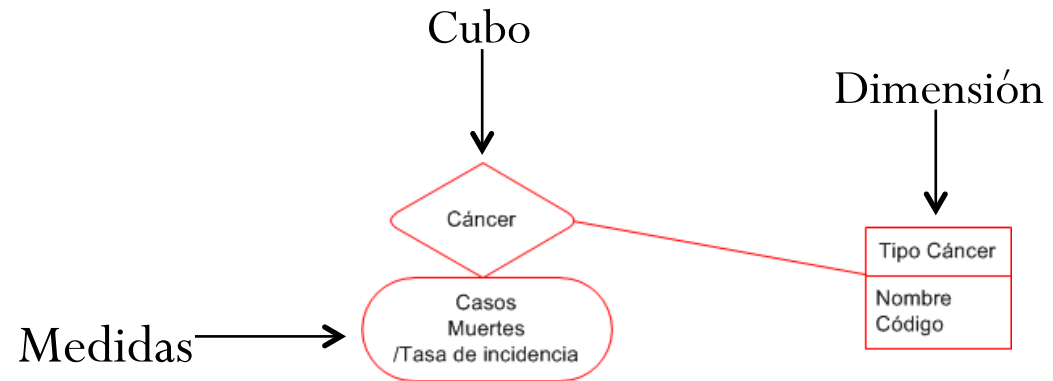 Cubo
Dimensión
Cáncer
Tipo Cáncer
Nombre
Código
Casos
Muertes
/Tasa de incidencia
Medidas